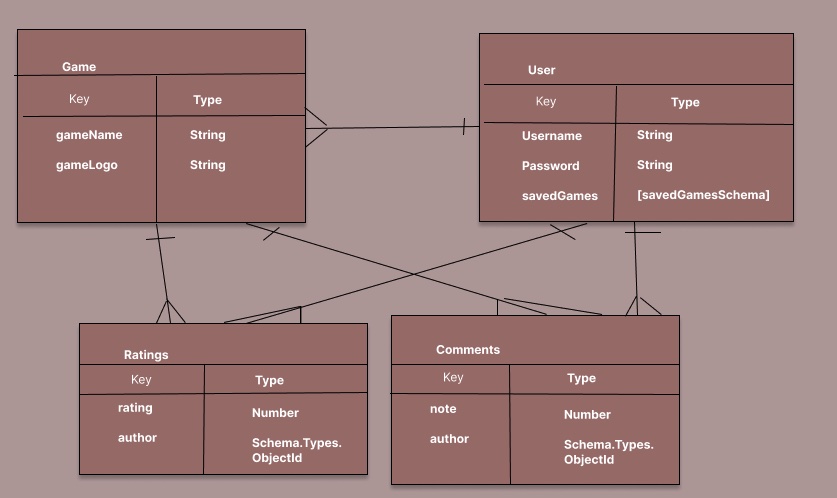 Game
Key Type
gameName String
gameLogo String
User
Key Type
Username String
Password String
savedGames [savedGamesSchema]
Ratings
Key Type
rating Number
author Schema.Types.
ObjectId
Comments
Key Type
note Number
author Schema.Types.
ObjectId